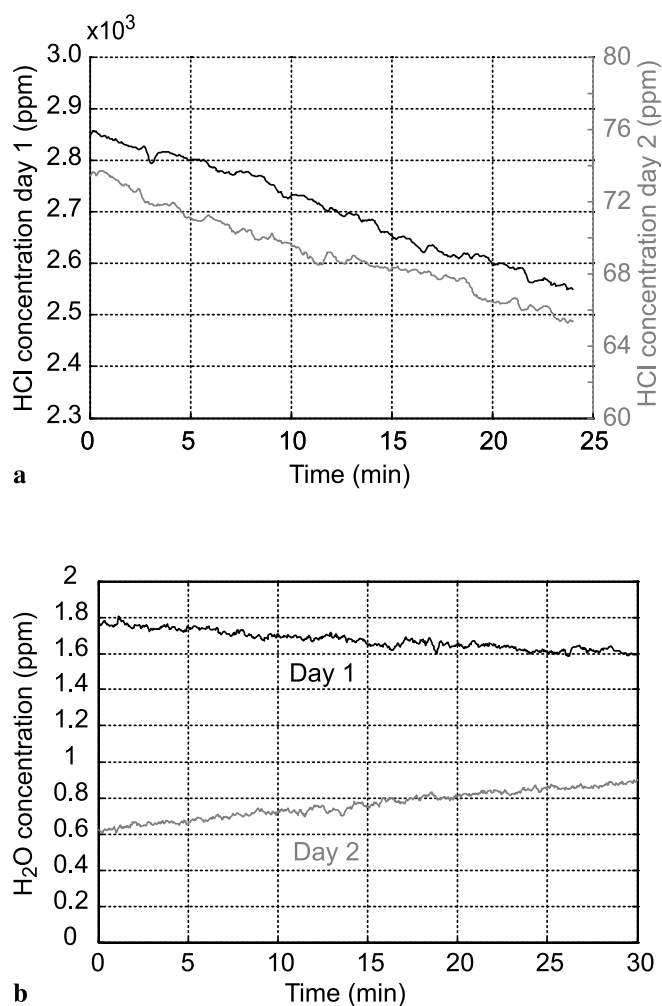 x10³
3.0
2.9
2.8
2.7
2.6
2.5
2.4
2.3
HCl concentration day 1 (ppm)
80
76
72
68
64
60
HCl concentration day 2 (ppm)
0 5 10 15 20 25
Time (min)
a
2
1.8
1.6
1.4
1.2
1
0.8
0.6
0.4
0.2
0
H₂O concentration (ppm)
Day 1
Day 2
0 5 10 15 20 25 30
Time (min)
b